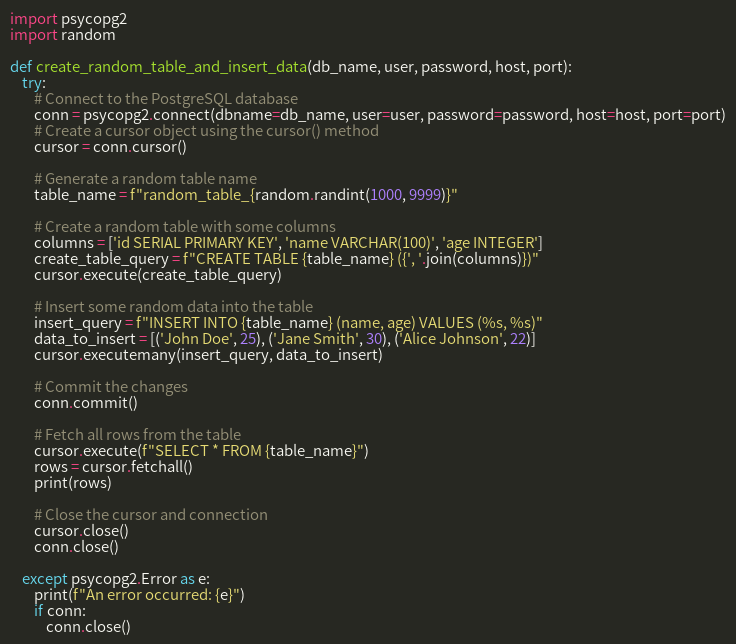 import psycopg2
import random

def create_random_table_and_insert_data(db_name, user, password, host, port):
    try:
        # Connect to the PostgreSQL database
        conn = psycopg2.connect(dbname=db_name, user=user, password=password, host=host, port=port)
        # Create a cursor object using the cursor() method
        cursor = conn.cursor()

        # Generate a random table name
        table_name = f"random_table_{random.randint(1000, 9999)}"

        # Create a random table with some columns
        columns = ['id SERIAL PRIMARY KEY', 'name VARCHAR(100)', 'age INTEGER']
        create_table_query = f"CREATE TABLE {table_name} ({', '.join(columns)})"
        cursor.execute(create_table_query)

        # Insert some random data into the table
        insert_query = f"INSERT INTO {table_name} (name, age) VALUES (%s, %s)"
        data_to_insert = [('John Doe', 25), ('Jane Smith', 30), ('Alice Johnson', 22)]
        cursor.executemany(insert_query, data_to_insert)

        # Commit the changes
        conn.commit()

        # Fetch all rows from the table
        cursor.execute(f"SELECT * FROM {table_name}")
        rows = cursor.fetchall()
        print(rows)

        # Close the cursor and connection
        cursor.close()
        conn.close()

    except psycopg2.Error as e:
        print(f"An error occurred: {e}")
        if conn:
            conn.close()